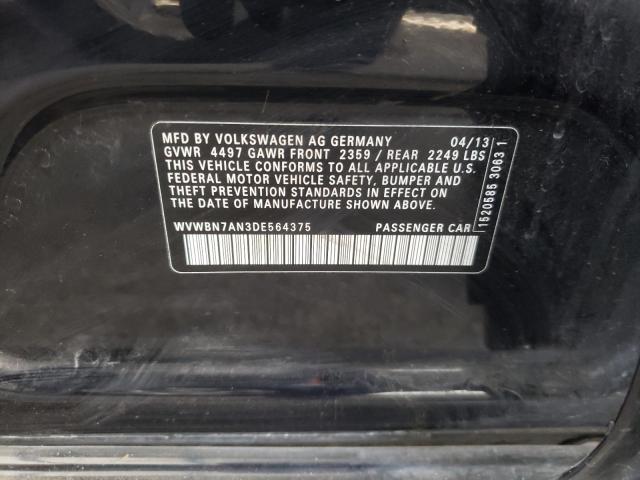 MFD BY VOLKSWAGEN AG GERMANY 04/13
GVWR 4497 GAWR FRONT 2359 / REAR 2249 LBS
THIS VEHICLE CONFORMS TO ALL APPLICABLE U.S.
FEDERAL MOTOR VEHICLE SAFETY, BUMPER AND
THEFT PREVENTION STANDARDS IN EFFECT ON
THE DATE OF MANUFACTURE SHOWN ABOVE.
WVWBN7AN3DE564375 PASSENGER CAR
1520585 3063 1